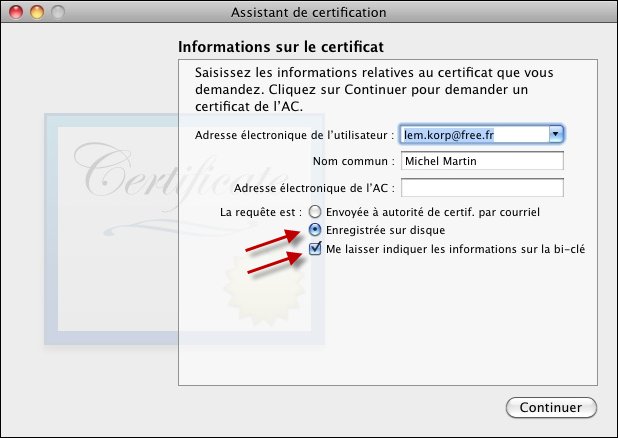 Assistant de certification
Informations sur le certificat
Saisissez les informations relatives au certificat que vous
demandez. Cliquez sur Continuer pour demander un
certificat de l'AC.
Adresse électronique de l'utilisateur : lem.korp@free.fr
Nom commun : Michel Martin
Adresse électronique de l'AC :
La requête est : Envoyée à autorité de certif. par courriel
Enregistrée sur disque
Me laisser indiquer les informations sur la bi-clé
Certificate
Continuer